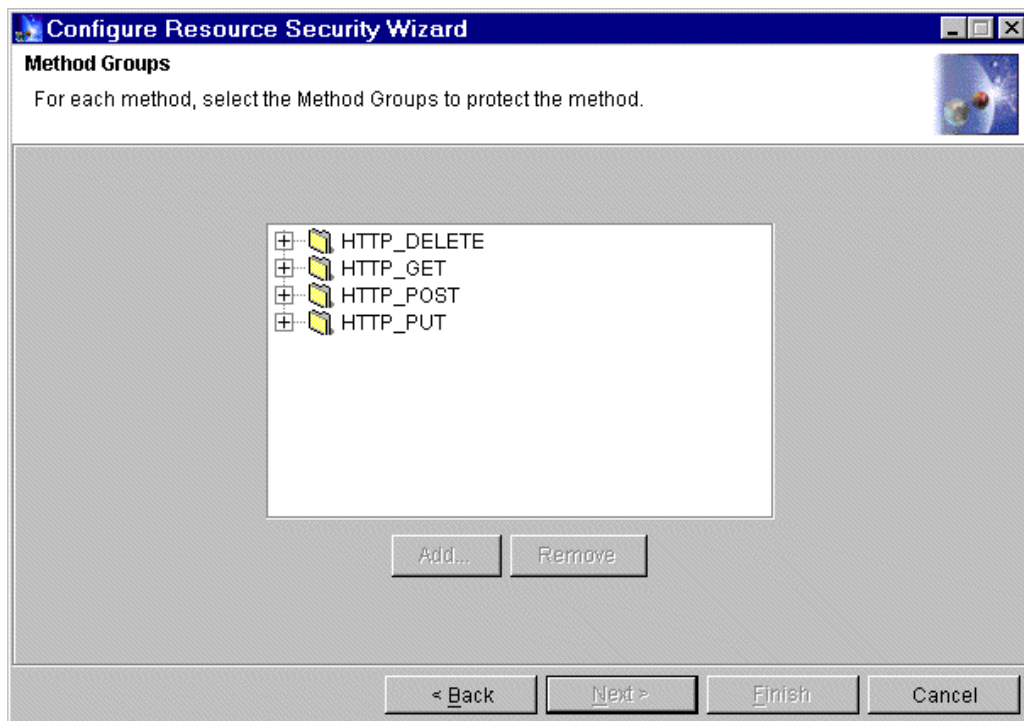 Configure Resource Security Wizard
Method Groups
For each method, select the Method Groups to protect the method.
HTTP_DELETE
HTTP_GET
HTTP_POST
HTTP_PUT
Add... Remove
< Back Next > Finish Cancel